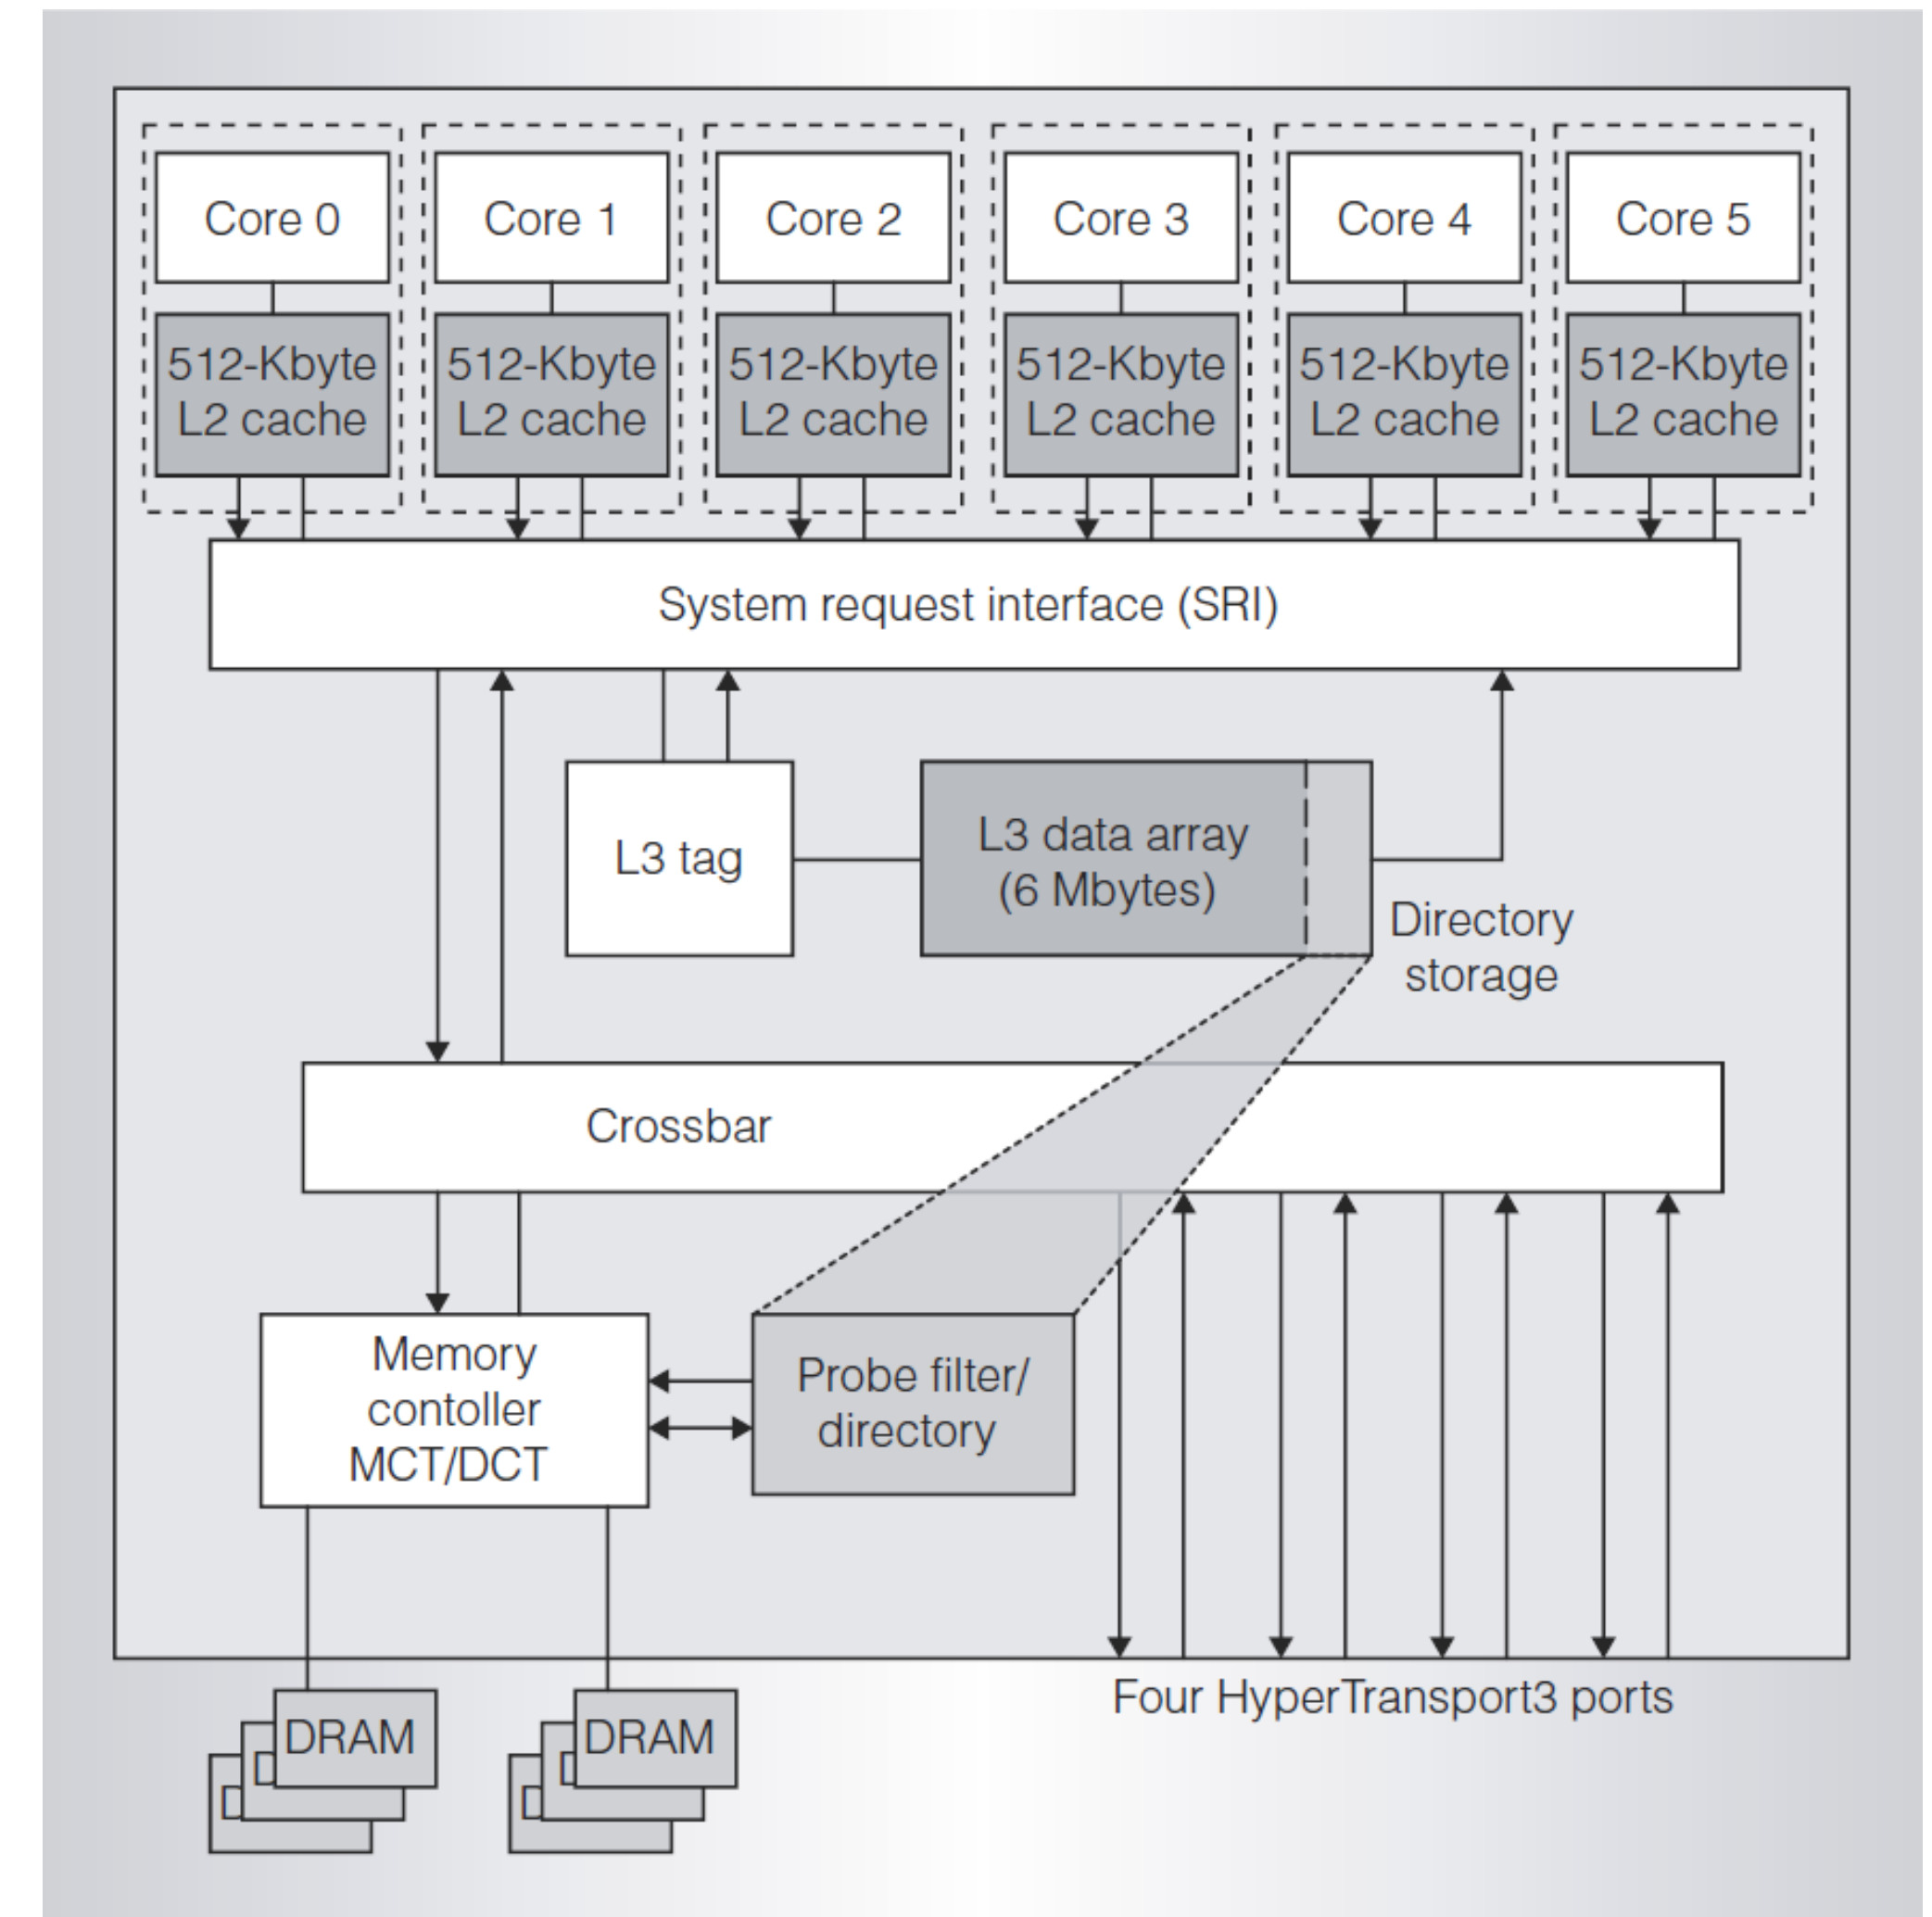 Core 0
Core 1
Core 2
Core 3
Core 4
Core 5
512-Kbyte
L2 cache
512-Kbyte
L2 cache
512-Kbyte
L2 cache
512-Kbyte
L2 cache
512-Kbyte
L2 cache
512-Kbyte
L2 cache
System request interface (SRI)
L3 tag
L3 data array
(6 Mbytes)
Directory
storage
Crossbar
Memory
contoller
MCT/DCT
Probe filter/
directory
Four HyperTransport3 ports
DRAM
D
D
DRAM
D
D